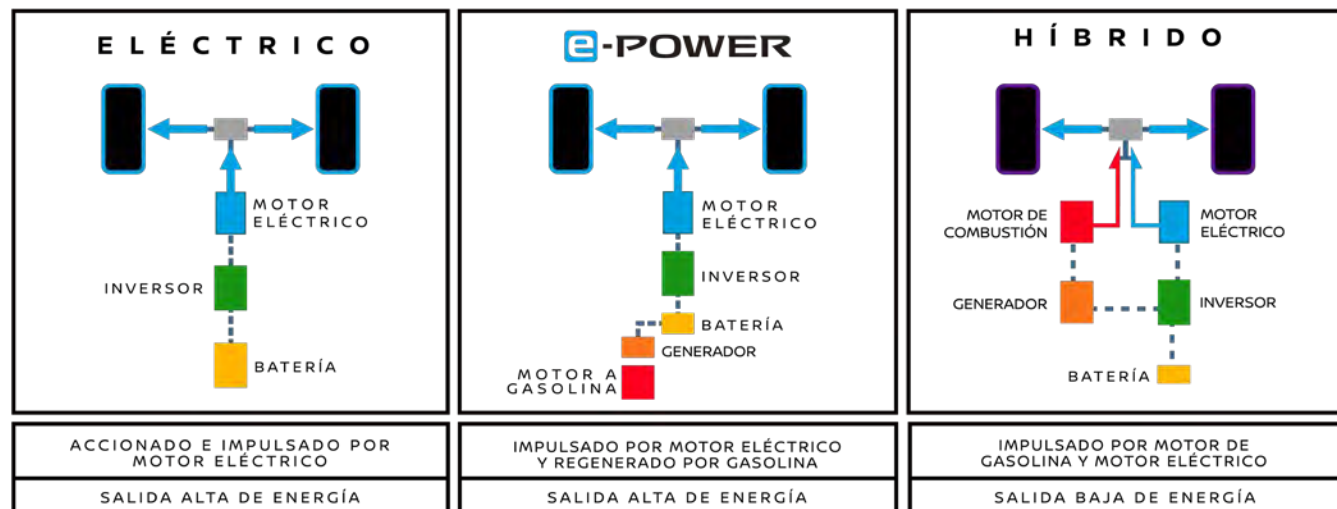 ELÉCTRICO
MOTOR
ELÉCTRICO
INVERSOR
BATERÍA
ACCIONADO E IMPULSADO POR
MOTOR ELÉCTRICO
SALIDA ALTA DE ENERGÍA
e-POWER
MOTOR
ELÉCTRICO
INVERSOR
BATERÍA
GENERADOR
MOTOR A
GASOLINA
IMPULSADO POR MOTOR ELÉCTRICO
Y REGENERADO POR GASOLINA
SALIDA ALTA DE ENERGÍA
HÍBRIDO
MOTOR DE
COMBUSTIÓN
MOTOR
ELÉCTRICO
GENERADOR
INVERSOR
BATERÍA
IMPULSADO POR MOTOR DE
GASOLINA Y MOTOR ELÉCTRICO
SALIDA BAJA DE ENERGÍA